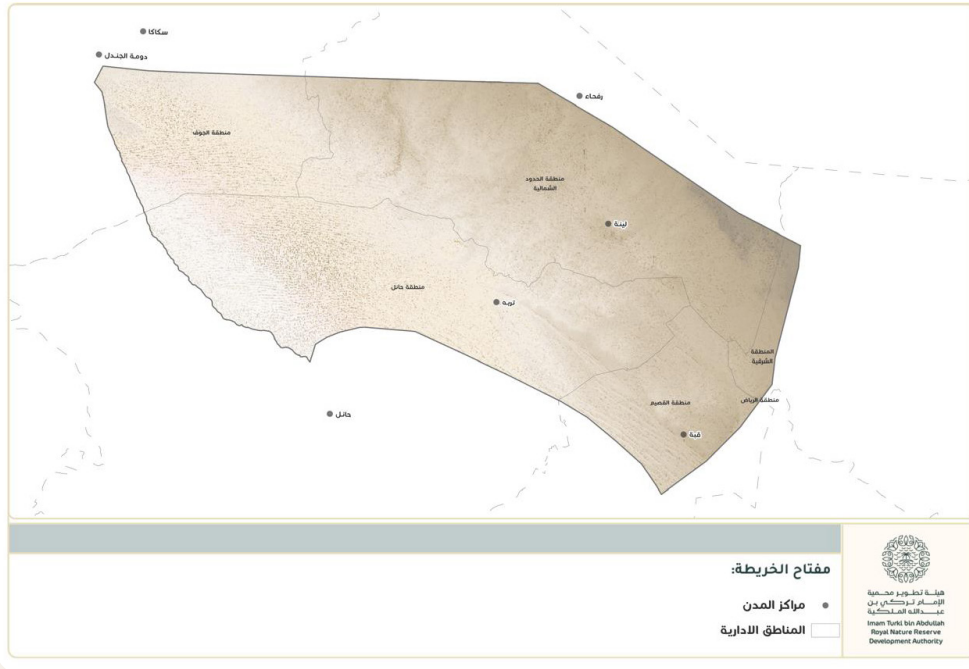 سكاكا
دومة الجندل
رفحاء
منطقة الجوف
منطقة الحدود
الشمالية
لينة
منطقة حائل
تربه
المنطقة
الشرقية
منطقة الرياض
منطقة القصيم
حائل
قبة
مفتاح الخريطة:
مراكز المدن
المناطق الادارية
هيئة تطوير محمية
الإمام تركي بن
عبدالله الملكية
Imam Turki bin Abdullah
Royal Nature Reserve
Development Authority